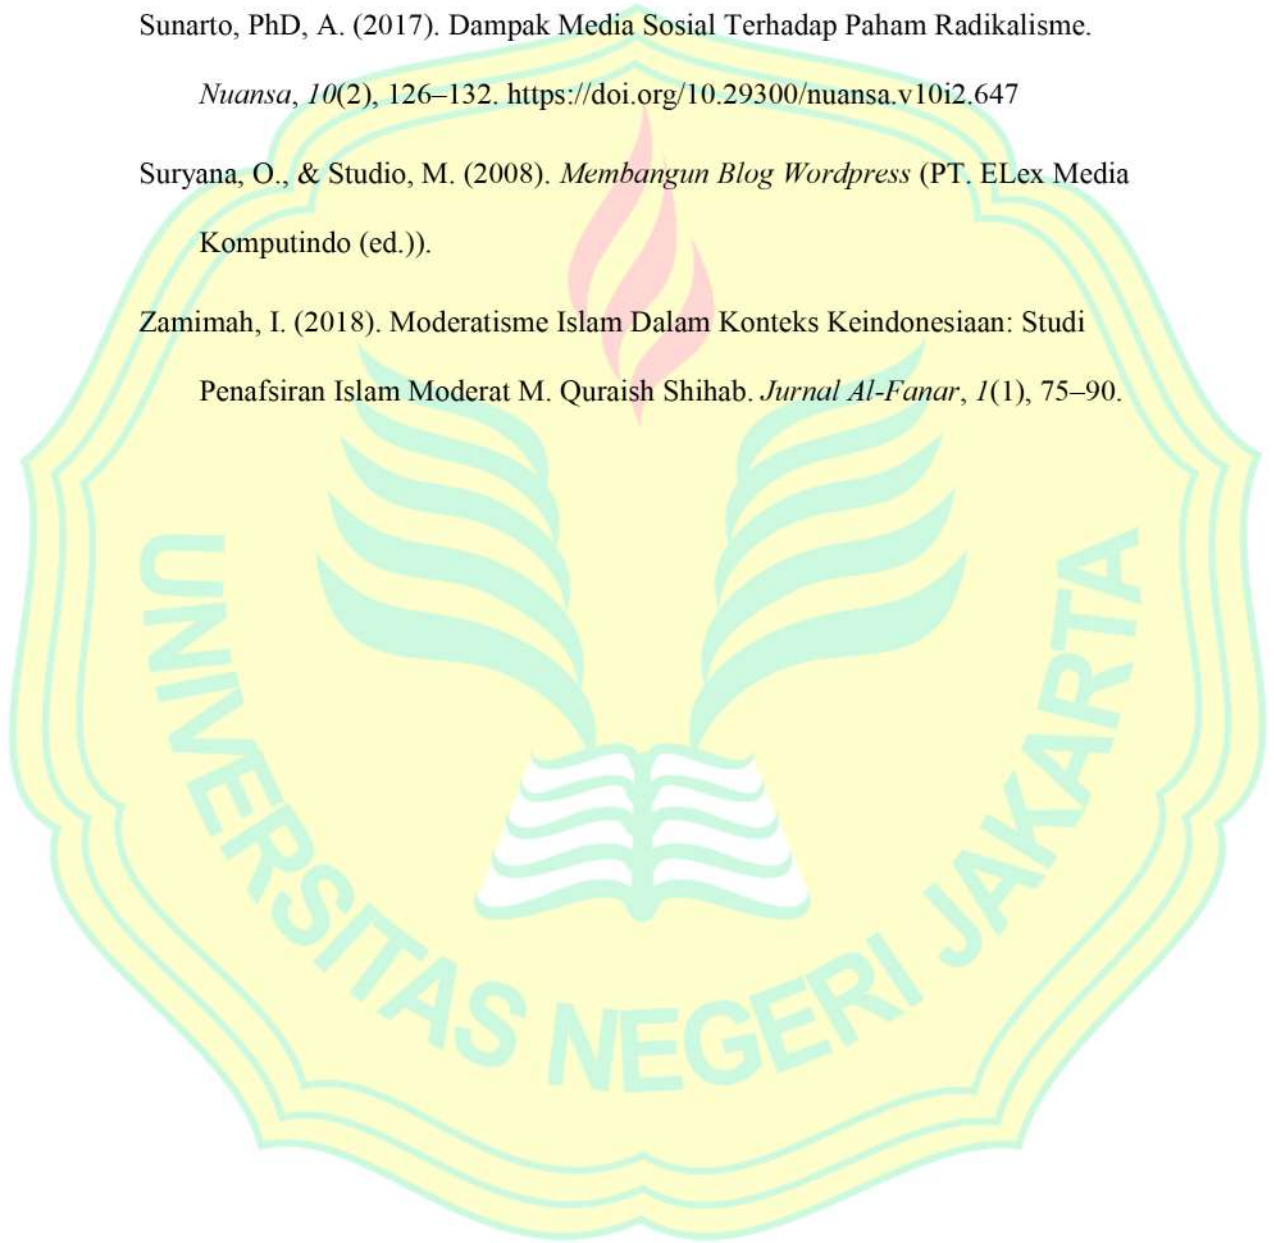 Sunarto, PhD, A. (2017). Dampak Media Sosial Terhadap Paham Radikalisme.
Nuansa, 10(2), 126–132. https://doi.org/10.29300/nuansa.v10i2.647
Suryana, O., & Studio, M. (2008). Membangun Blog Wordpress (PT. ELex Media
Komputindo (ed.)).
Zamimah, I. (2018). Moderatisme Islam Dalam Konteks Keindonesiaan: Studi
Penafsiran Islam Moderat M. Quraish Shihab. Jurnal Al-Fanar, 1(1), 75–90.
UNIVERSITAS NEGERI JAKARTA